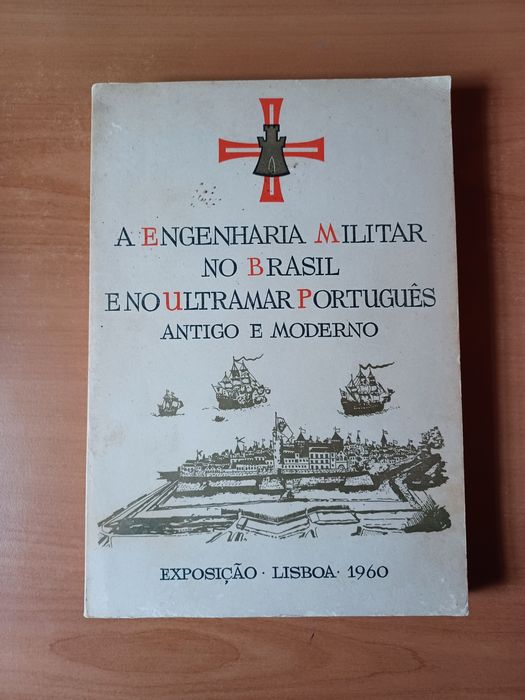 A ENGENHARIA MILITAR
NO BRASIL
E NO ULTRAMAR PORTUGUÊS
ANTIGO E MODERNO
EXPOSIÇÃO · LISBOA · 1960